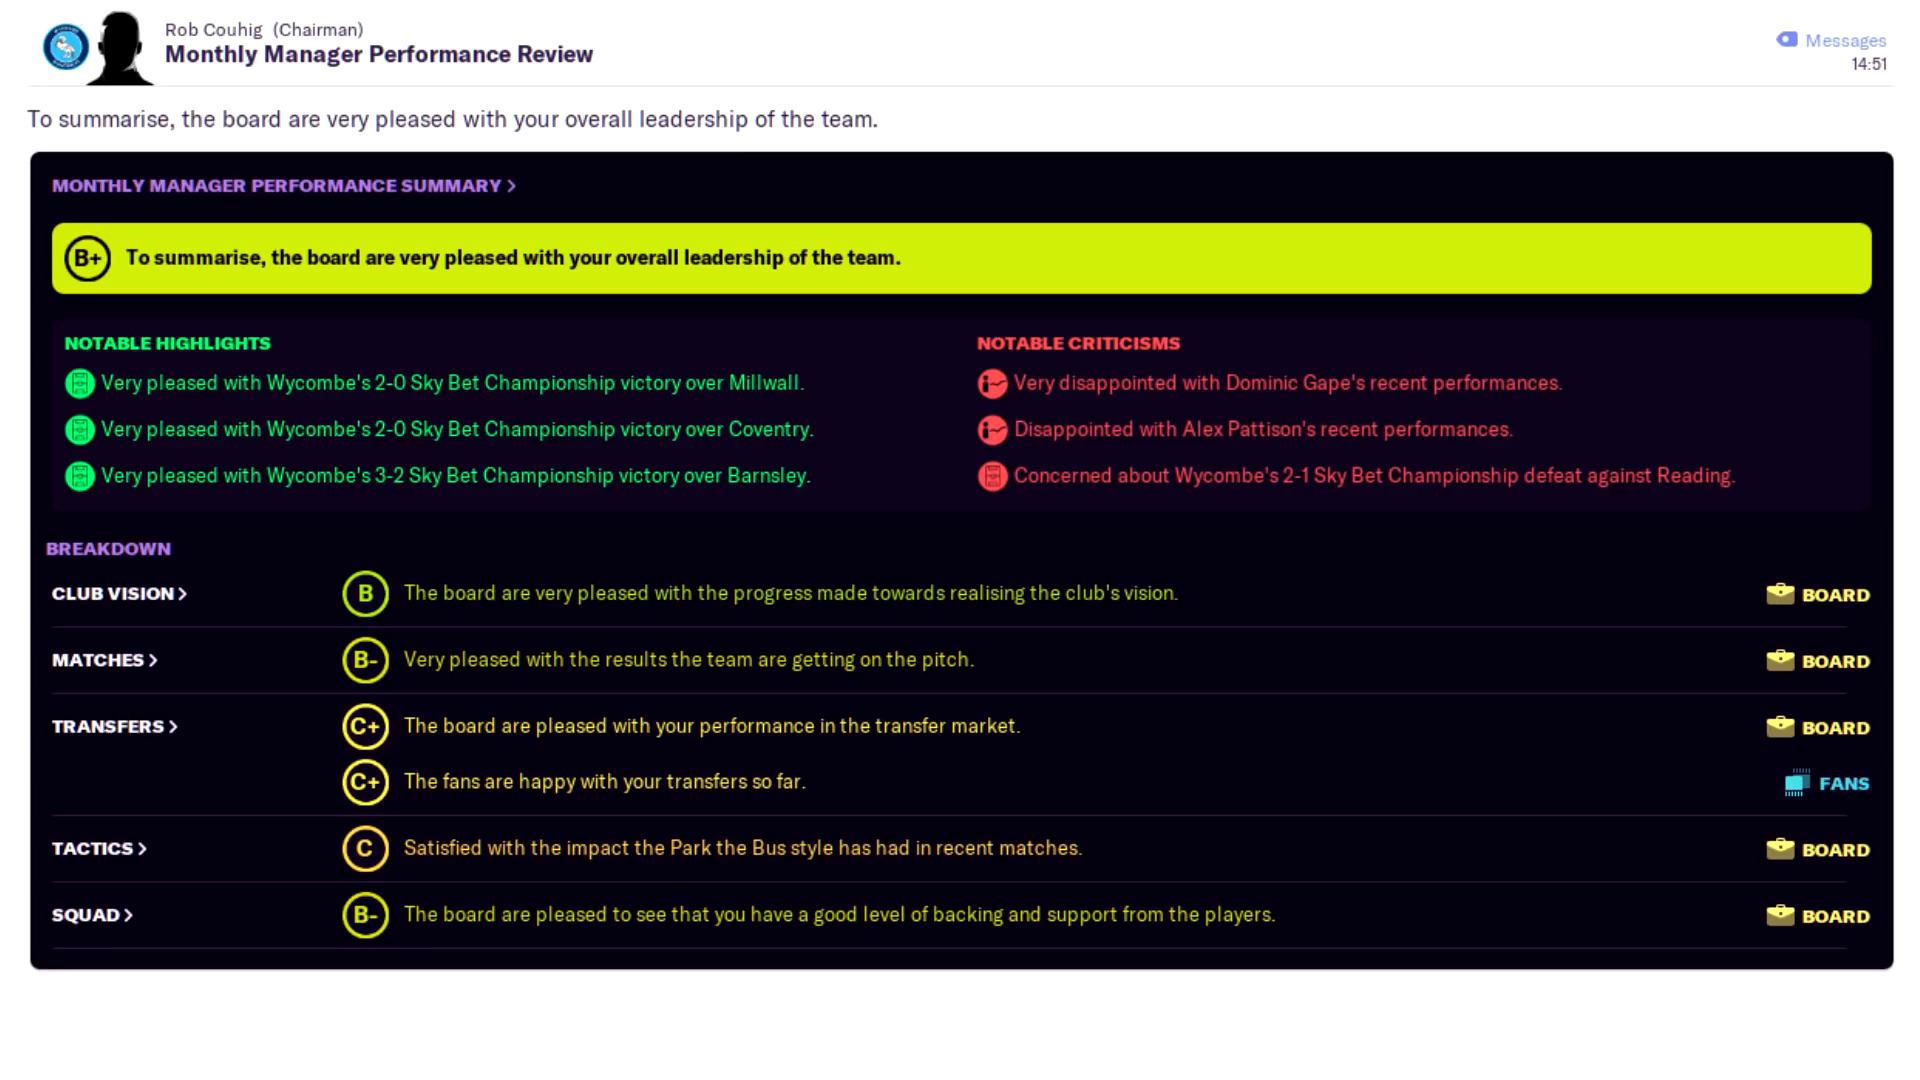 Rob Couhig (Chairman)
Monthly Manager Performance Review
Messages
14:51
To summarise, the board are very pleased with your overall leadership of the team.
MONTHLY MANAGER PERFORMANCE SUMMARY >
B+ To summarise, the board are very pleased with your overall leadership of the team.
NOTABLE HIGHLIGHTS
Very pleased with Wycombe's 2-0 Sky Bet Championship victory over Millwall.
Very pleased with Wycombe's 2-0 Sky Bet Championship victory over Coventry.
Very pleased with Wycombe's 3-2 Sky Bet Championship victory over Barnsley.
NOTABLE CRITICISMS
Very disappointed with Dominic Gape's recent performances.
Disappointed with Alex Pattison's recent performances.
Concerned about Wycombe's 2-1 Sky Bet Championship defeat against Reading.
BREAKDOWN
CLUB VISION > B The board are very pleased with the progress made towards realising the club's vision. BOARD
MATCHES > B- Very pleased with the results the team are getting on the pitch. BOARD
TRANSFERS > C+ The board are pleased with your performance in the transfer market. BOARD
C+ The fans are happy with your transfers so far. FANS
TACTICS > C Satisfied with the impact the Park the Bus style has had in recent matches. BOARD
SQUAD > B- The board are pleased to see that you have a good level of backing and support from the players. BOARD